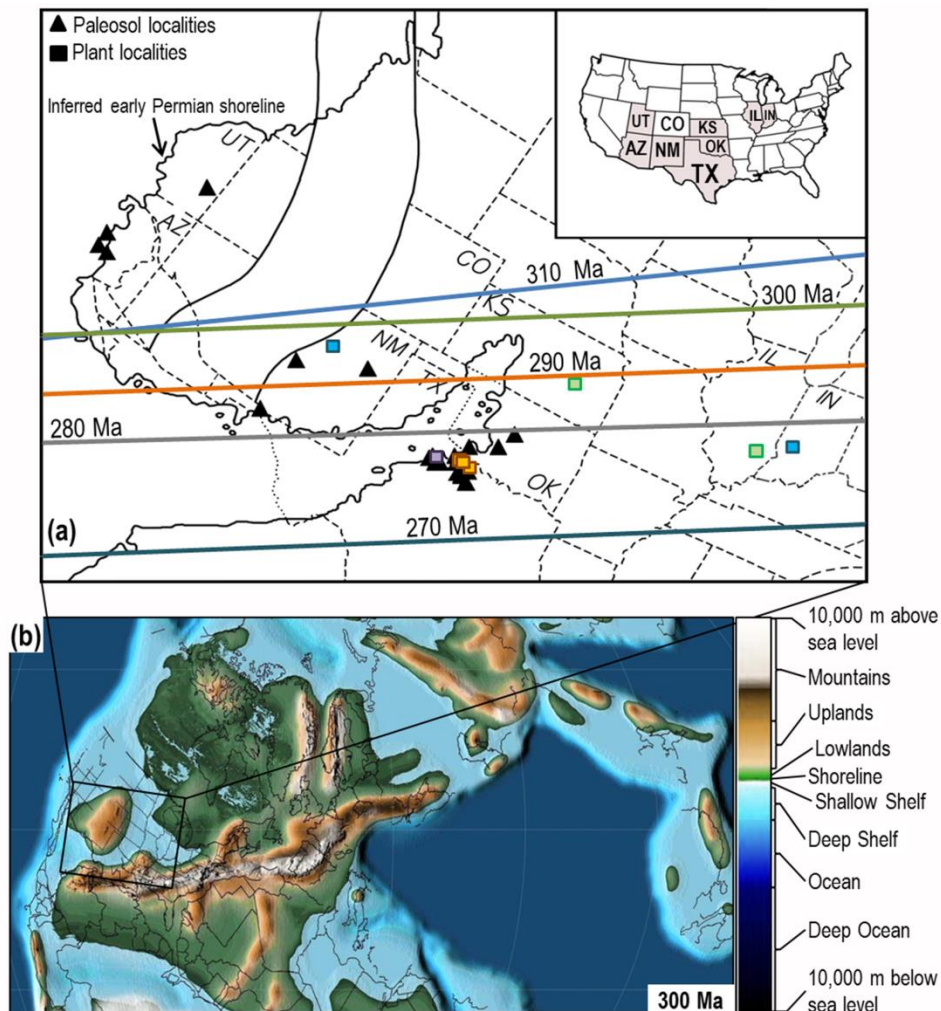 Paleosol localities
Plant localities
Inferred early Permian shoreline
UT
AZ
CO
KS
NM
TX
OK
IL
IN
UT
CO
KS
IL
IN
AZ
NM
OK
TX
310 Ma
300 Ma
290 Ma
280 Ma
270 Ma
(a)
(b)
300 Ma
10,000 m above
sea level
Mountains
Uplands
Lowlands
Shoreline
Shallow Shelf
Deep Shelf
Ocean
Deep Ocean
10,000 m below
sea level